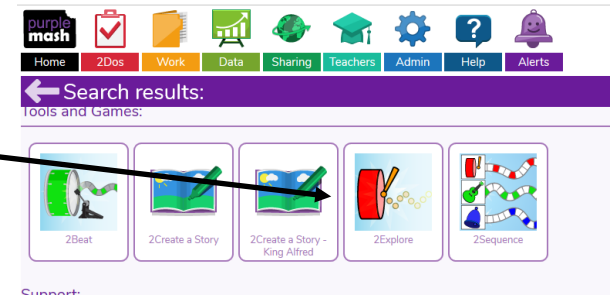 purple
mash
?
Home 2Dos Work Data Sharing Teachers Admin Help Alerts
Search results:
Tools and Games:
2Beat 2Create a Story 2Create a Story - 2Explore 2Sequence
King Alfred
Support: